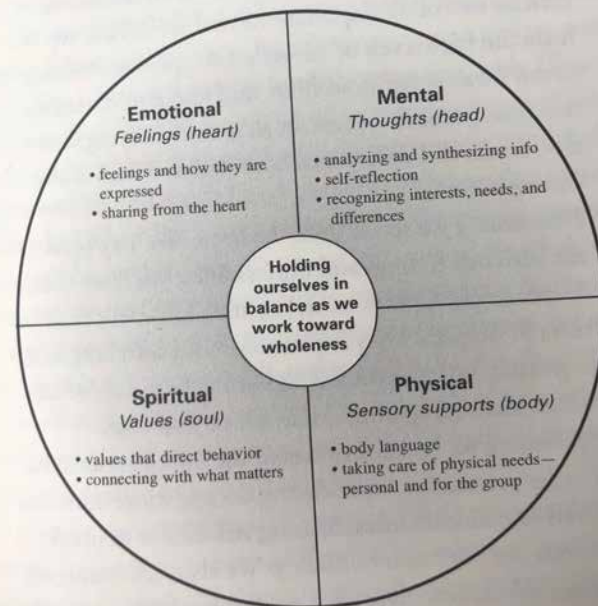 Emotional
Feelings (heart)
• feelings and how they are
expressed
• sharing from the heart
Mental
Thoughts (head)
• analyzing and synthesizing info
• self-reflection
• recognizing interests, needs, and
differences
Holding
ourselves in
balance as we
work toward
wholeness
Spiritual
Values (soul)
• values that direct behavior
• connecting with what matters
Physical
Sensory supports (body)
• body language
• taking care of physical needs—
personal and for the group